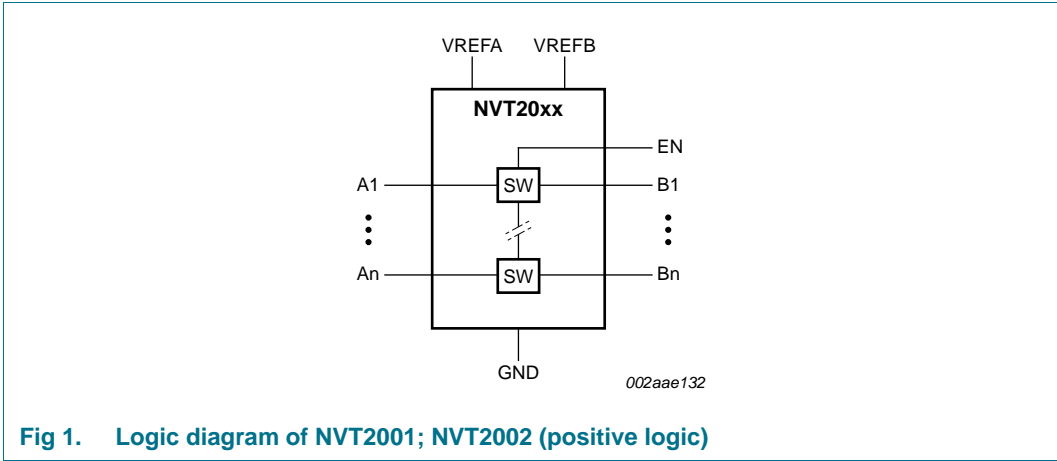 VREFA VREFB
NVT20xx
EN
A1 SW B1
An SW Bn
GND
002aae132
Fig 1. Logic diagram of NVT2001; NVT2002 (positive logic)